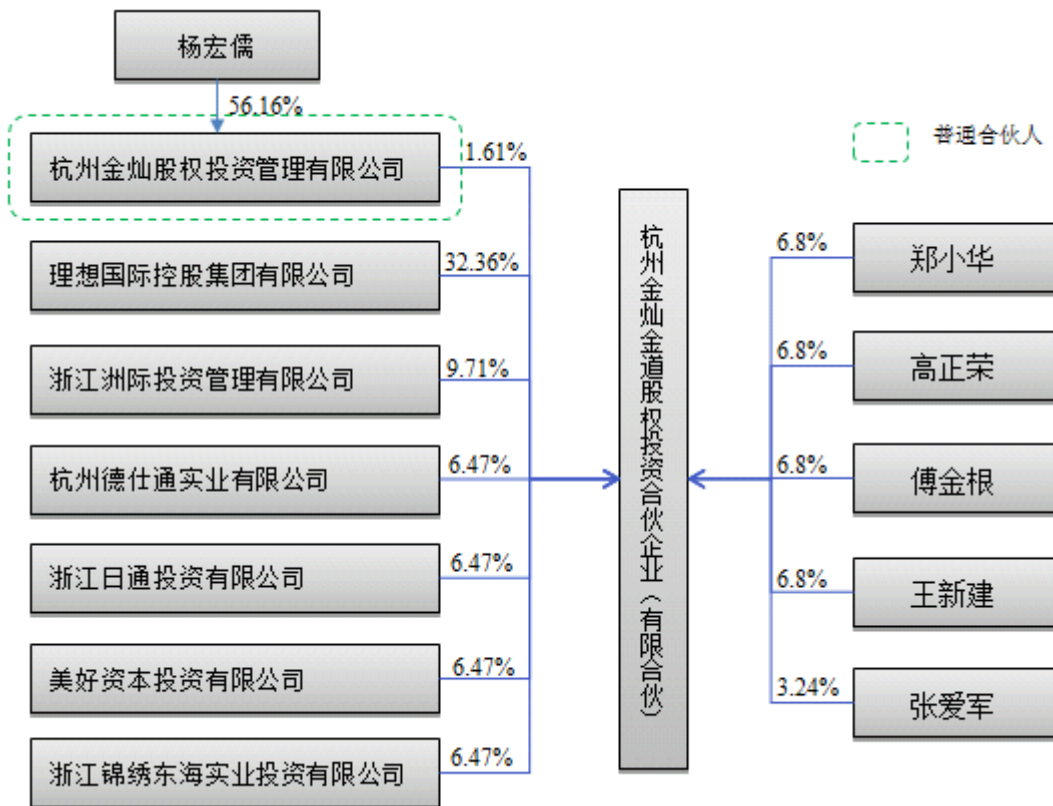 杨宏儒
56.16%
杭州金灿股权投资管理有限公司
1.61%
理想国际控股集团有限公司
32.36%
浙江洲际投资管理有限公司
9.71%
杭州德仕通实业有限公司
6.47%
浙江日通投资有限公司
6.47%
美好资本投资有限公司
6.47%
浙江锦绣东海实业投资有限公司
6.47%
杭州金灿金道股权投资合伙企业（有限合伙）
普通合伙人
6.8%
郑小华
6.8%
高正荣
6.8%
傅金根
6.8%
王新建
3.24%
张爱军